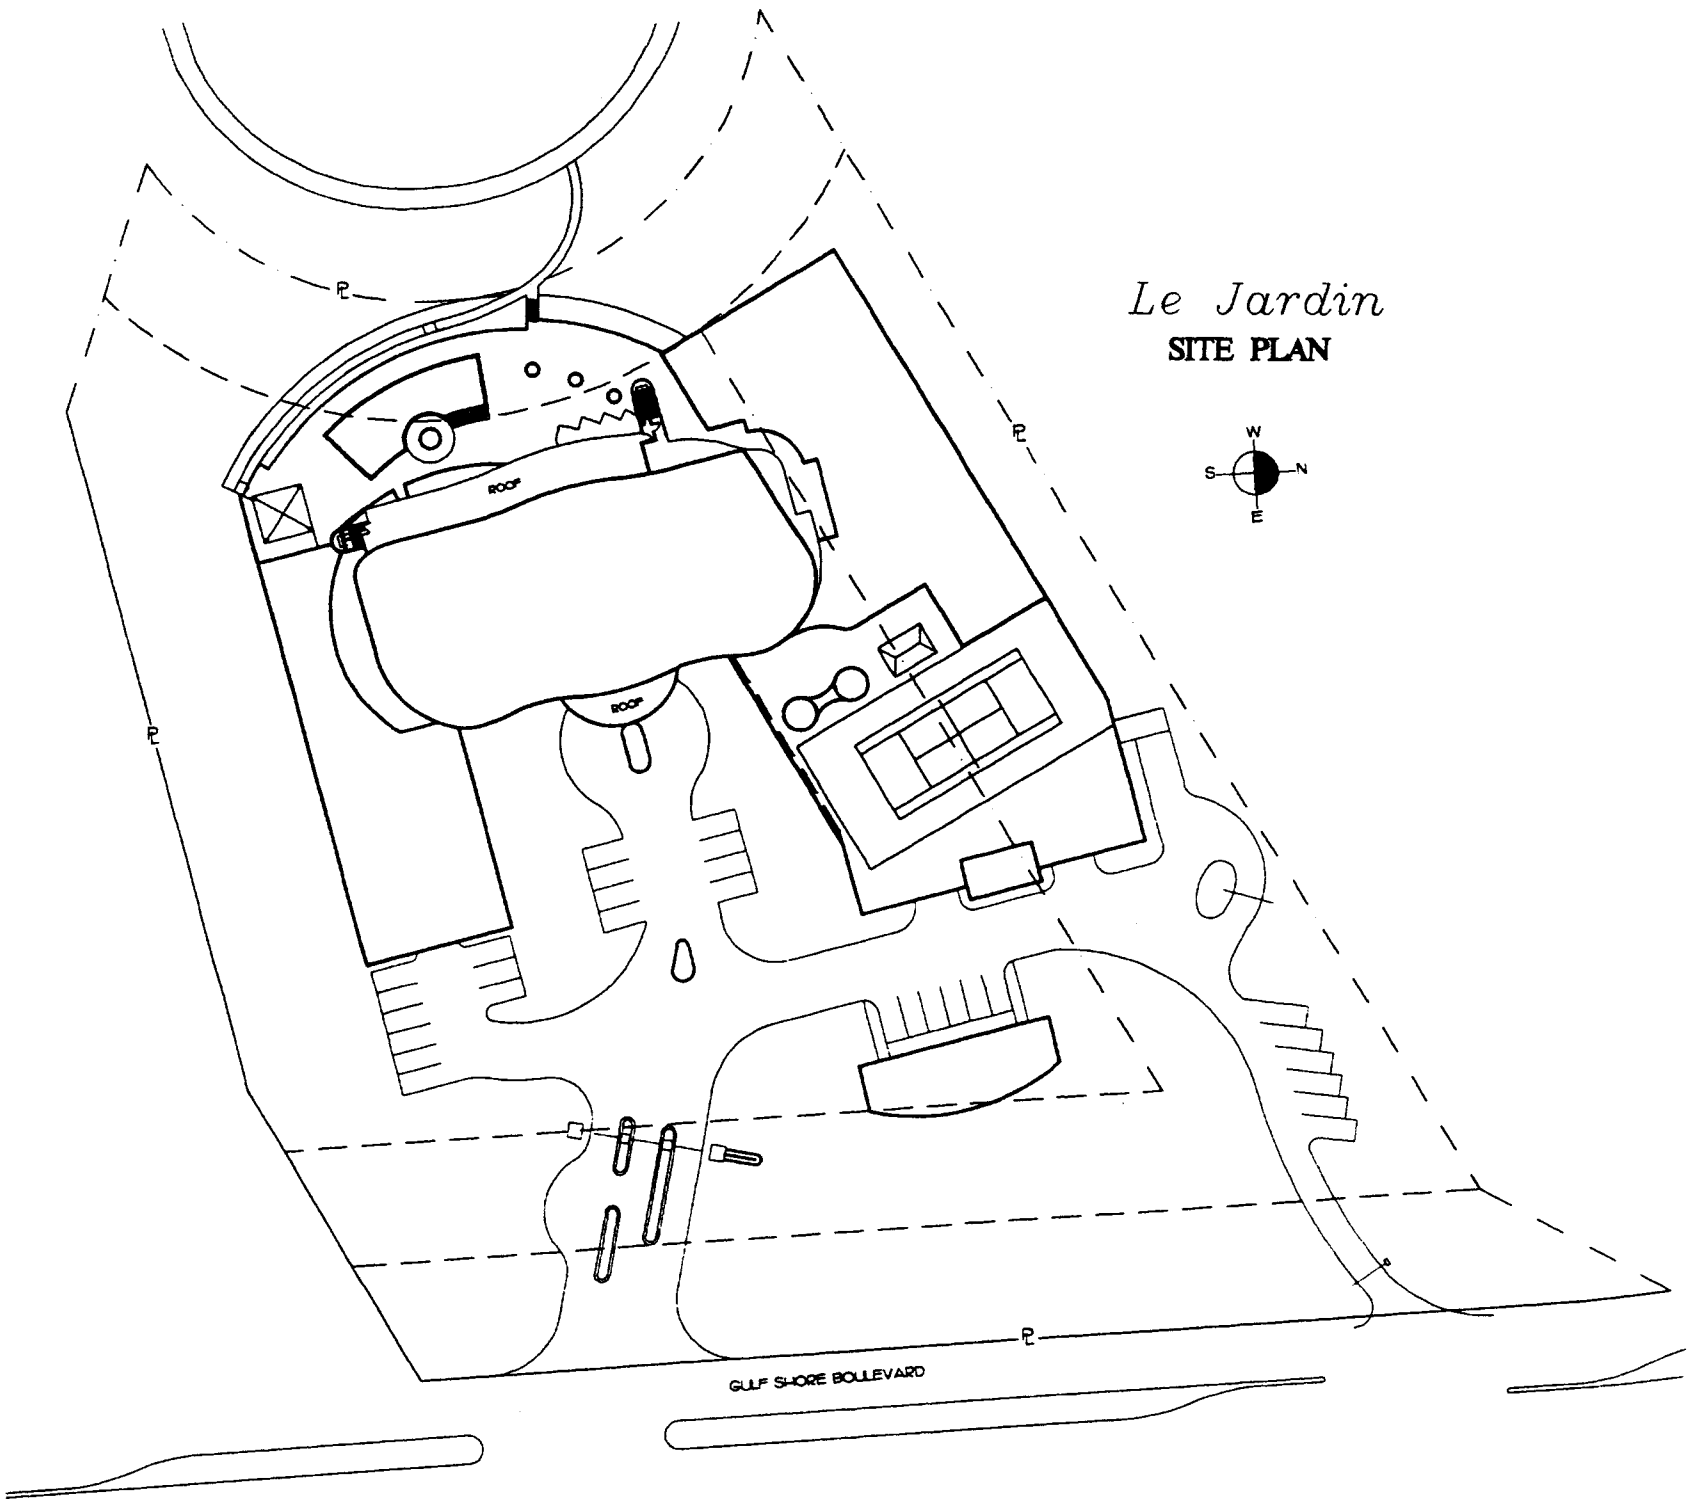 PL
Le Jardin
SITE PLAN
PL
W
S N
E
ROOF
ROOF
PL
PL
GULF SHORE BOULEVARD